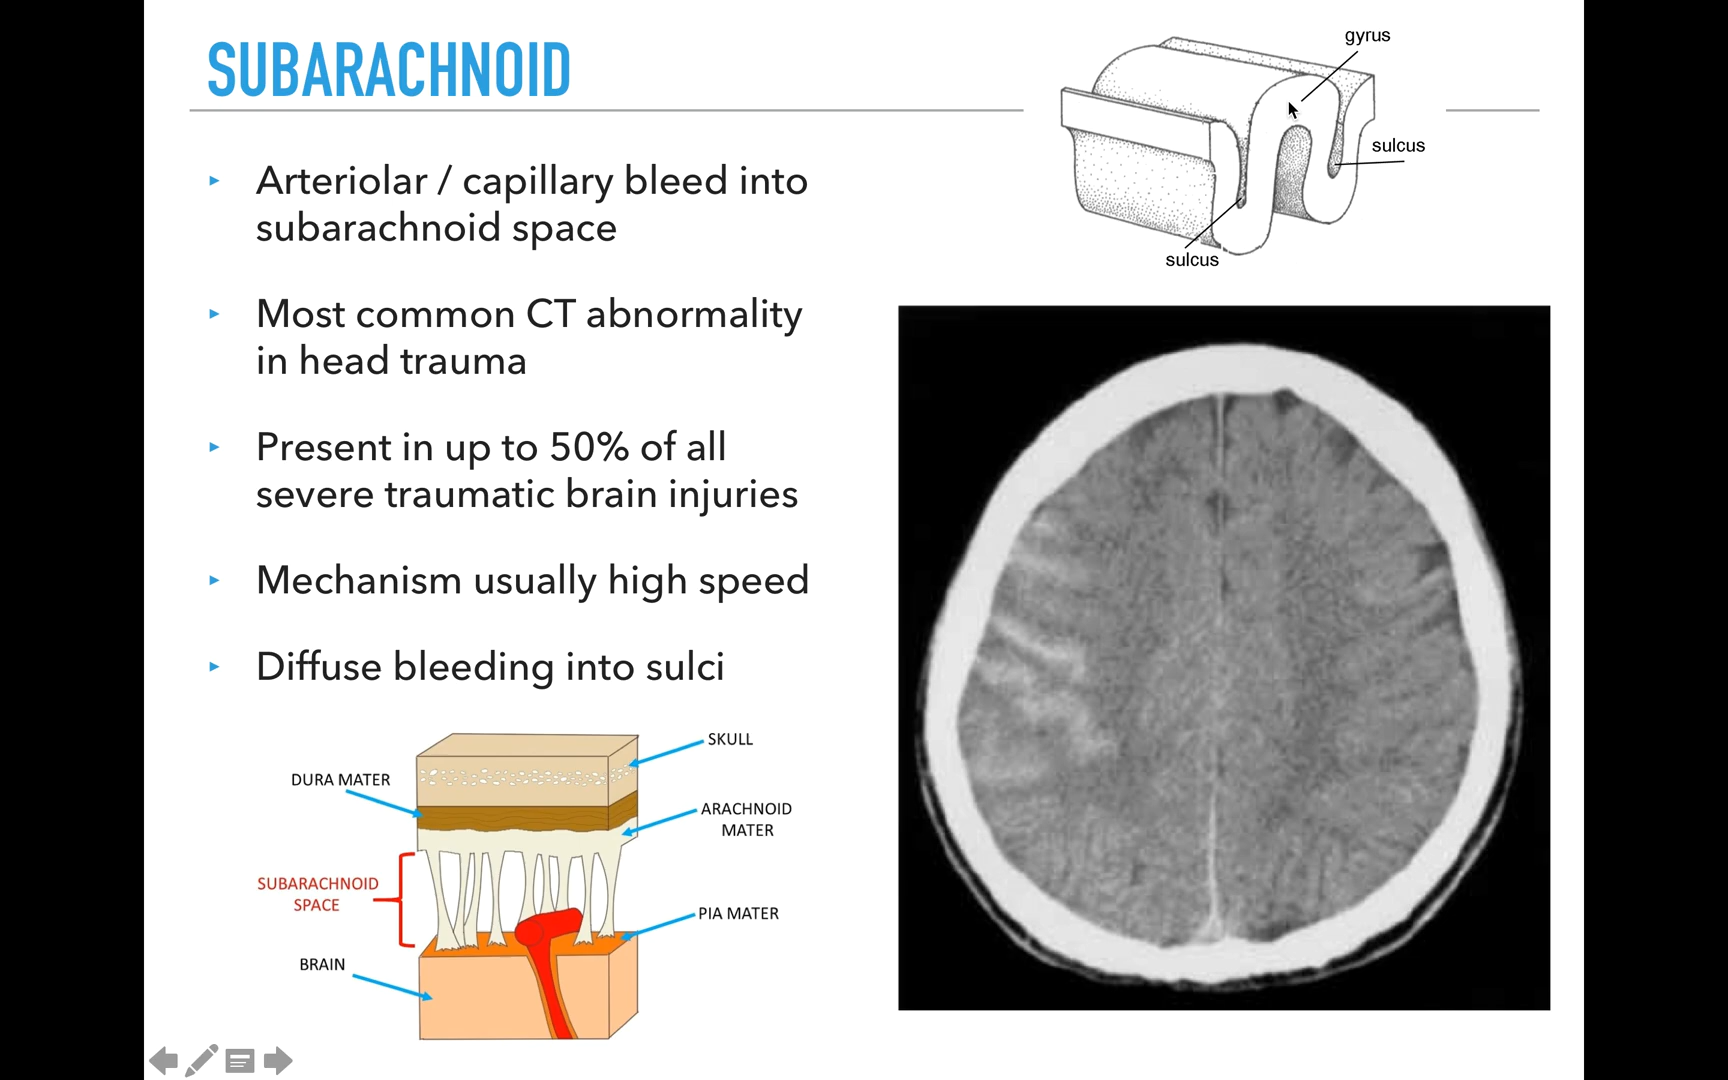 SUBARACHNOID
gyrus
sulcus
sulcus
Arteriolar / capillary bleed into
subarachnoid space
Most common CT abnormality
in head trauma
Present in up to 50% of all
severe traumatic brain injuries
Mechanism usually high speed
Diffuse bleeding into sulci
SKULL
DURA MATER
ARACHNOID
MATER
SUBARACHNOID
SPACE
PIA MATER
BRAIN